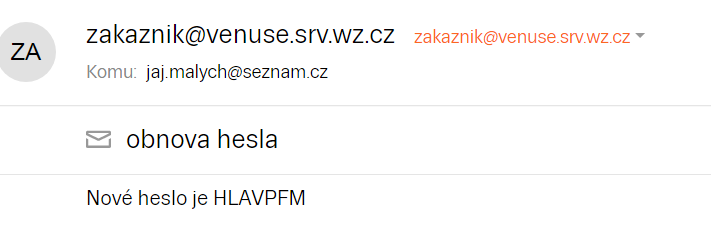 ZA
zakaznik@venuse.srv.wz.cz zakaznik@venuse.srv.wz.cz
Komu: jaj.malych@seznam.cz
obnova hesla
Nové heslo je HLAVPFM